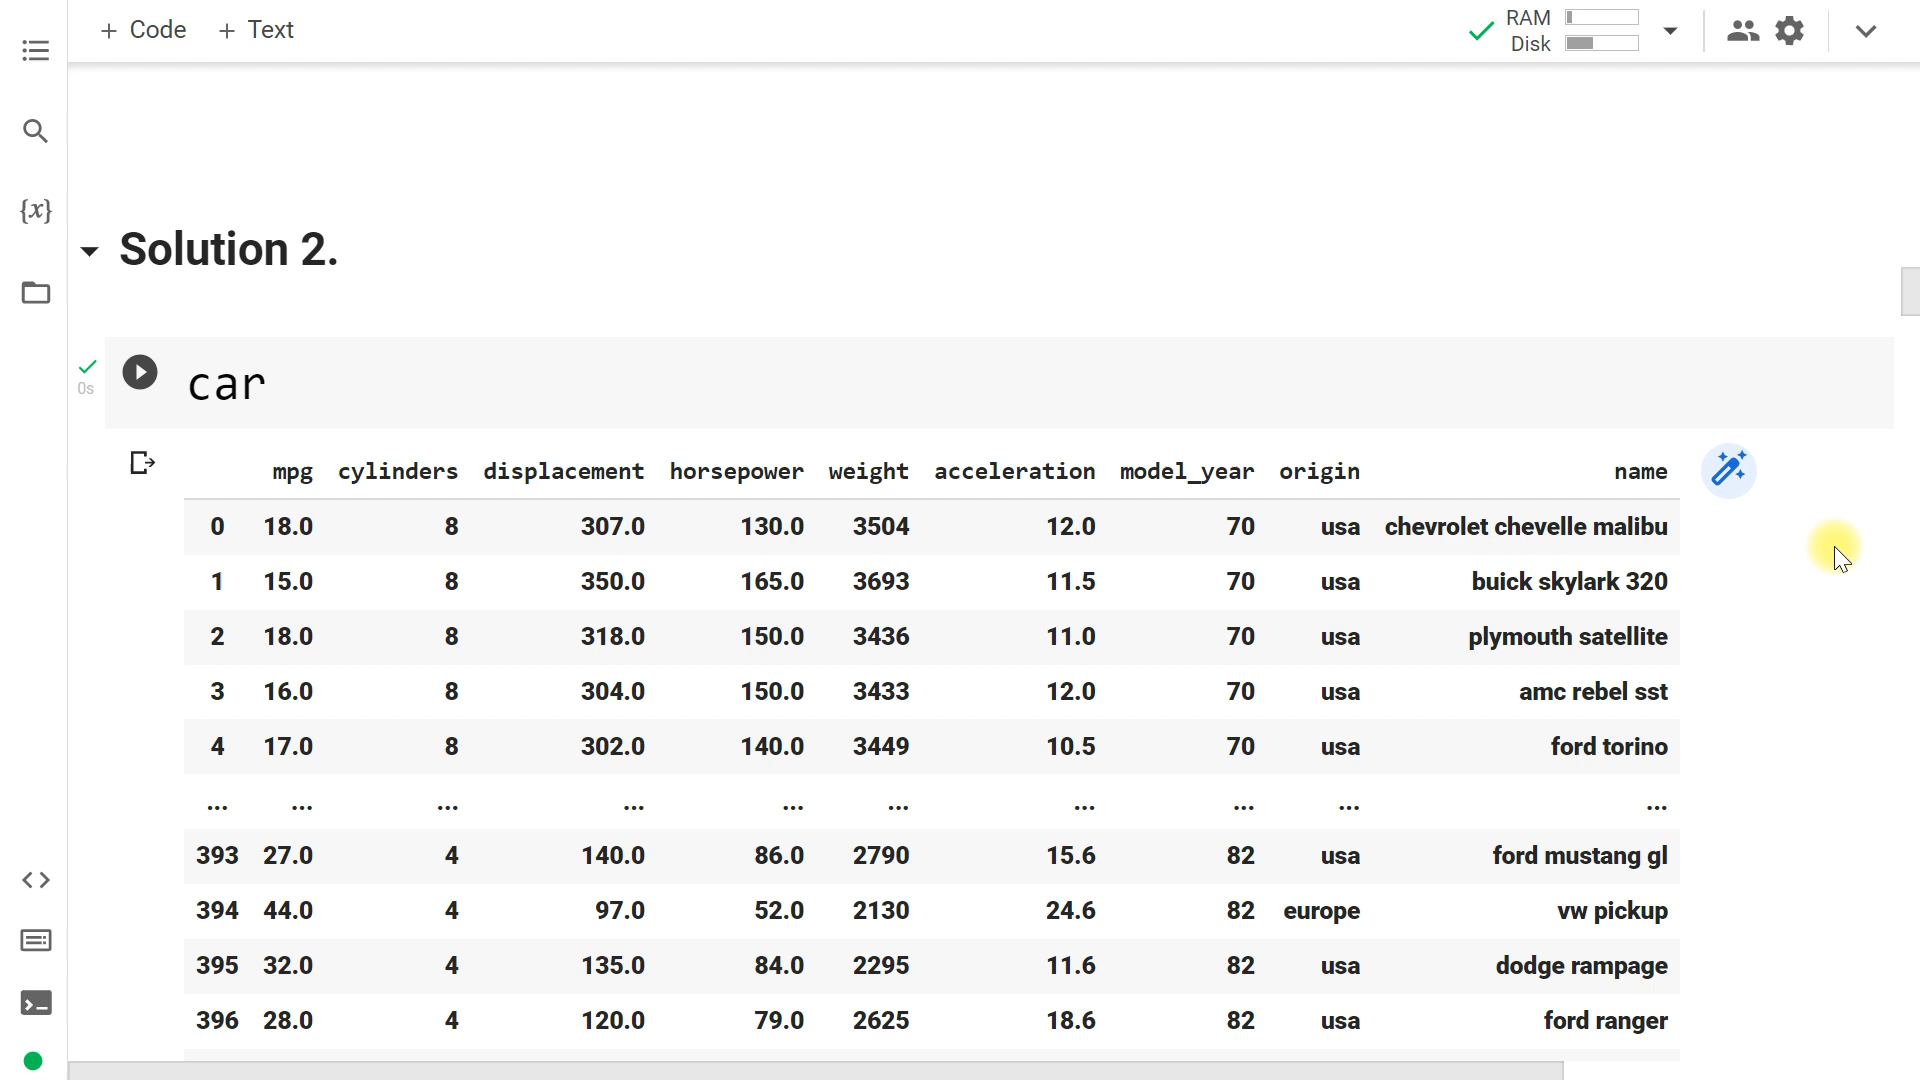 + Code + Text
RAM
Disk
{x}
Solution 2.
0s
car
mpg cylinders displacement horsepower weight acceleration model_year origin name
0 18.0 8 307.0 130.0 3504 12.0 70 usa chevrolet chevelle malibu
1 15.0 8 350.0 165.0 3693 11.5 70 usa buick skylark 320
2 18.0 8 318.0 150.0 3436 11.0 70 usa plymouth satellite
3 16.0 8 304.0 150.0 3433 12.0 70 usa amc rebel sst
4 17.0 8 302.0 140.0 3449 10.5 70 usa ford torino
... ... ... ... ... ... ... ... ... ...
393 27.0 4 140.0 86.0 2790 15.6 82 usa ford mustang gl
394 44.0 4 97.0 52.0 2130 24.6 82 europe vw pickup
395 32.0 4 135.0 84.0 2295 11.6 82 usa dodge rampage
396 28.0 4 120.0 79.0 2625 18.6 82 usa ford ranger